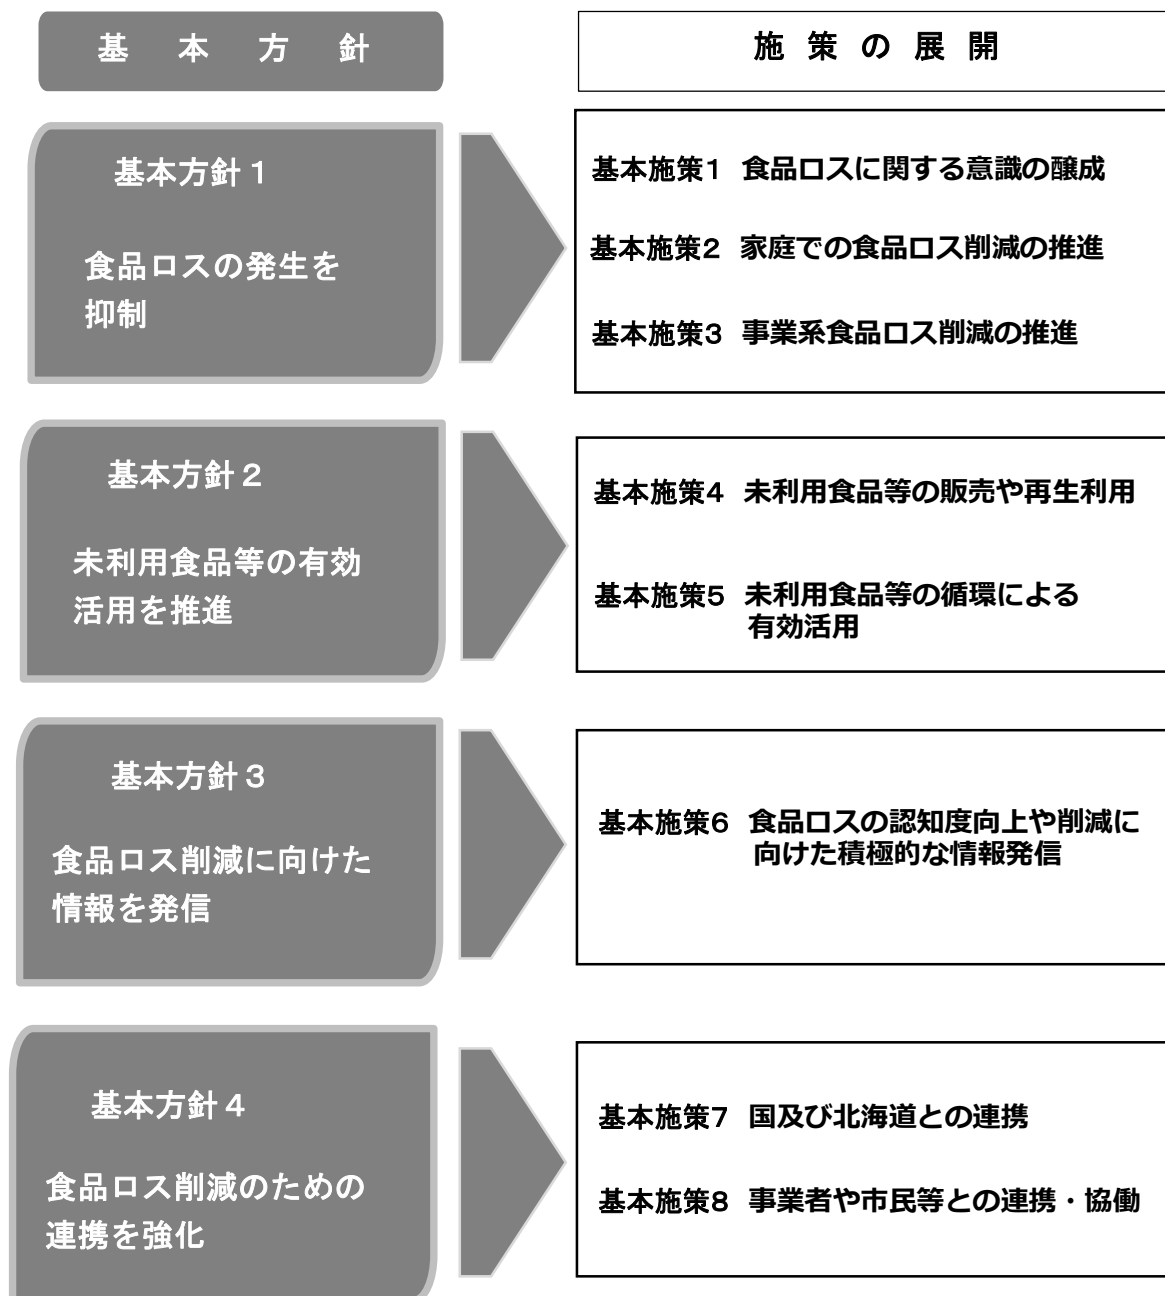 基本方針
施策の展開
基本方針１
食品ロスの発生を
抑制
基本施策1 食品ロスに関する意識の醸成
基本施策2 家庭での食品ロス削減の推進
基本施策3 事業系食品ロス削減の推進
基本方針２
未利用食品等の有効
活用を推進
基本施策4 未利用食品等の販売や再生利用
基本施策5 未利用食品等の循環による
有効活用
基本方針３
食品ロス削減に向けた
情報を発信
基本施策6 食品ロスの認知度向上や削減に
向けた積極的な情報発信
基本方針４
食品ロス削減のための
連携を強化
基本施策7 国及び北海道との連携
基本施策8 事業者や市民等との連携・協働